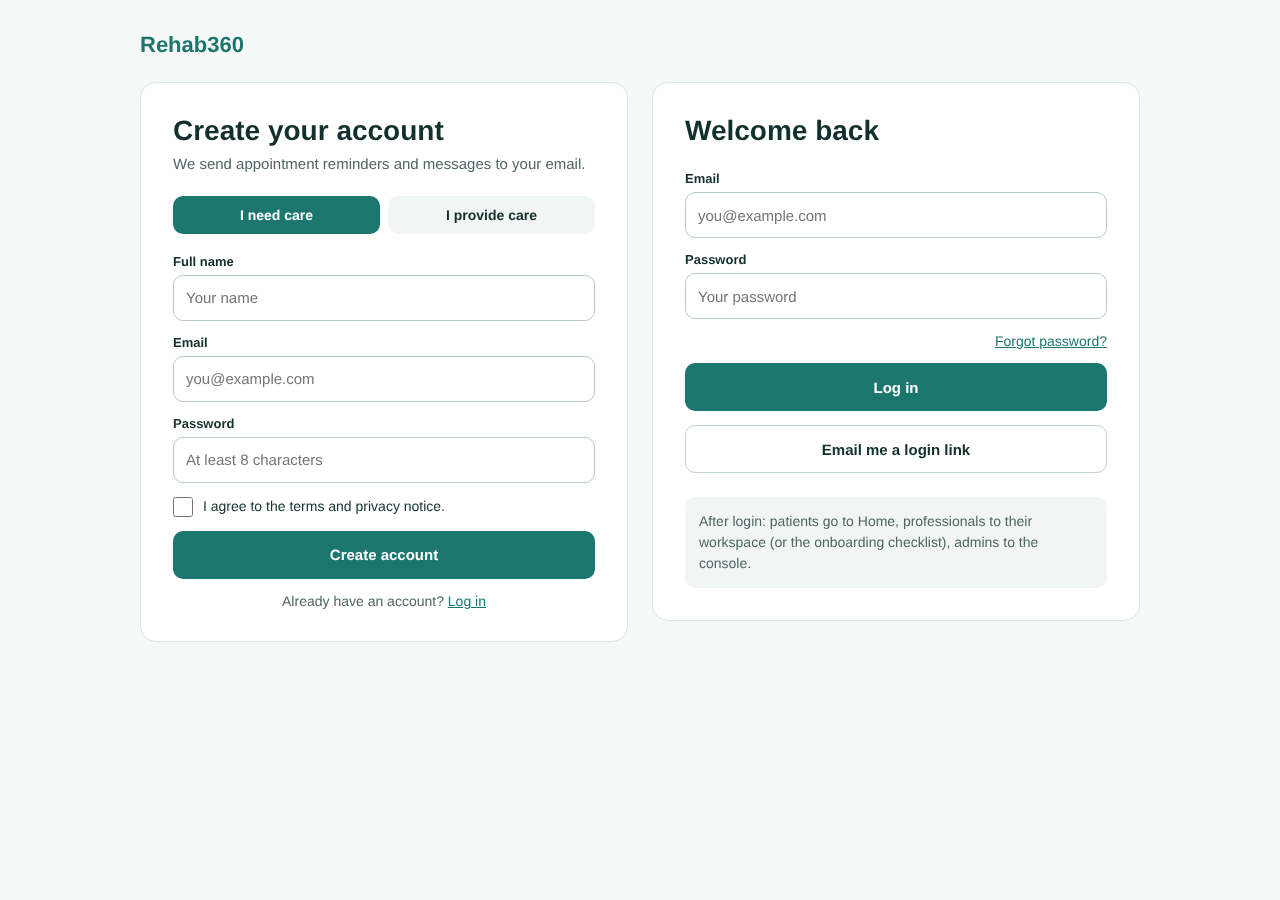 Rehab360
Create your account
We send appointment reminders and messages to your email.
I need care
I provide care
Full name
Your name
Email
you@example.com
Password
At least 8 characters
I agree to the terms and privacy notice.
Create account
Already have an account? Log in
Welcome back
Email
you@example.com
Password
Your password
Forgot password?
Log in
Email me a login link
After login: patients go to Home, professionals to their
workspace (or the onboarding checklist), admins to the
console.